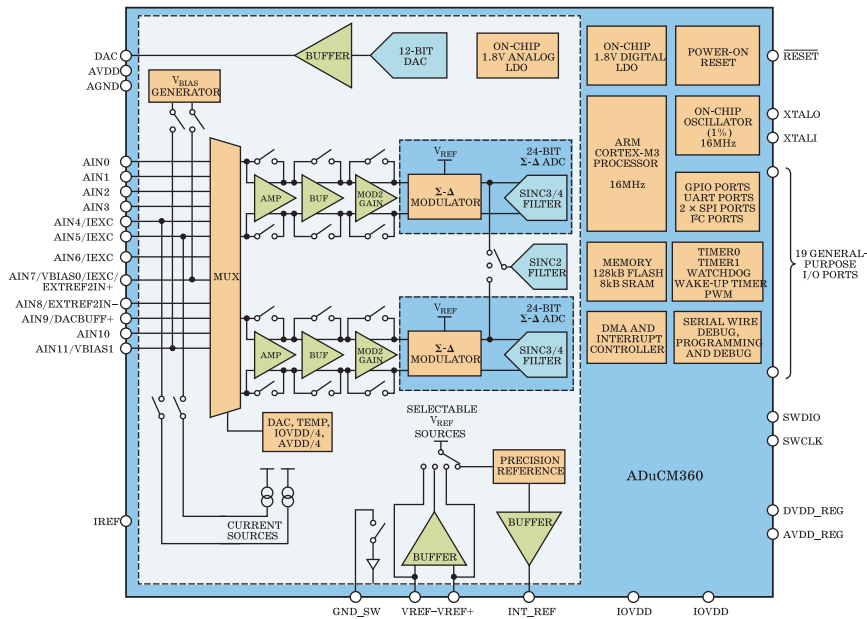 DAC
AVDD
AGND
BUFFER
12-BIT
DAC
ON-CHIP
1.8V ANALOG
LDO
ON-CHIP
1.8V DIGITAL
LDO
POWER-ON
RESET
RESET
VBIAS
GENERATOR
ARM
CORTEX-M3
PROCESSOR
16MHz
ON-CHIP
OSCILLATOR
(1%)
16MHz
XTALO
XTALI
AIN0
AIN1
AIN2
AIN3
AIN4/IEXC
AIN5/IEXC
AIN6/IEXC
AIN7/VBIAS0/IEXC/
EXTREF2IN+
AIN8/EXTREF2IN−
AIN9/DACBUFF+
AIN10
AIN11/VBIAS1
MUX
AMP
BUF
MOD2
GAIN
VREF
24-BIT
Σ-Δ ADC
Σ-Δ
MODULATOR
SINC3/4
FILTER
SINC2
FILTER
AMP
BUF
MOD2
GAIN
VREF
24-BIT
Σ-Δ ADC
Σ-Δ
MODULATOR
SINC3/4
FILTER
GPIO PORTS
UART PORTS
2 × SPI PORTS
I²C PORTS
19 GENERAL-
PURPOSE
I/O PORTS
MEMORY
128kB FLASH
8kB SRAM
TIMER0
TIMER1
WATCHDOG
WAKE-UP TIMER
PWM
DMA AND
INTERRUPT
CONTROLLER
SERIAL WIRE
DEBUG,
PROGRAMMING
AND DEBUG
DAC, TEMP,
IOVDD/4,
AVDD/4
SELECTABLE
VREF
SOURCES
PRECISION
REFERENCE
ADuCM360
SWDIO
SWCLK
IREF
CURRENT
SOURCES
BUFFER
BUFFER
DVDD_REG
AVDD_REG
GND_SW
VREF−
VREF+
INT_REF
IOVDD
IOVDD